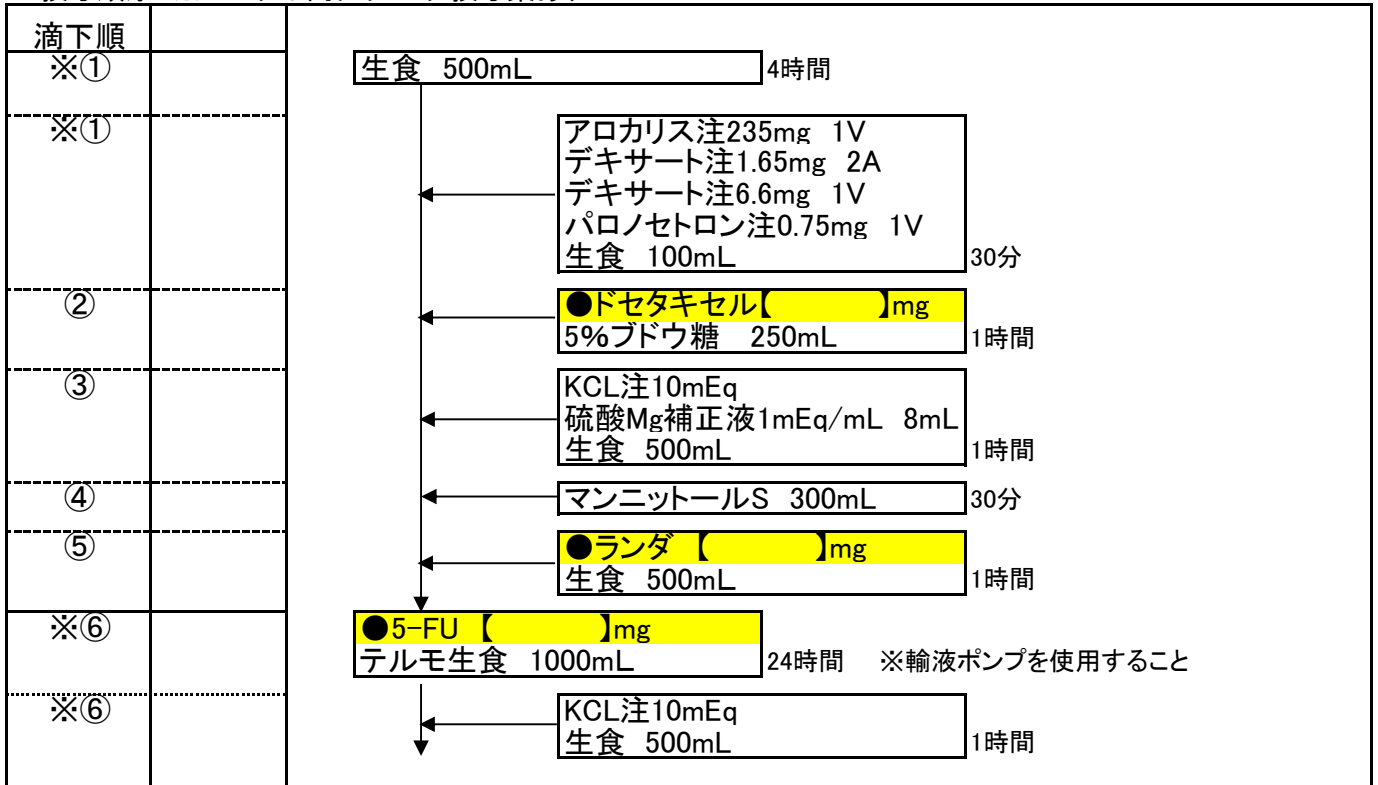 滴下順
※① 生食 500mL 4時間
※① アロカリス注235mg 1V
デキサート注1.65mg 2A
デキサート注6.6mg 1V
パロノセトロン注0.75mg 1V
生食 100mL 30分
② ●ドセタキセル【 】mg
5%ブドウ糖 250mL 1時間
③ KCL注10mEq
硫酸Mg補正液1mEq/mL 8mL
生食 500mL 1時間
④ マンニットールS 300mL 30分
⑤ ●ランダ 【 】mg
生食 500mL 1時間
※⑥ ●5-FU 【 】mg
テルモ生食 1000mL 24時間 ※輸液ポンプを使用すること
※⑥ KCL注10mEq
生食 500mL 1時間